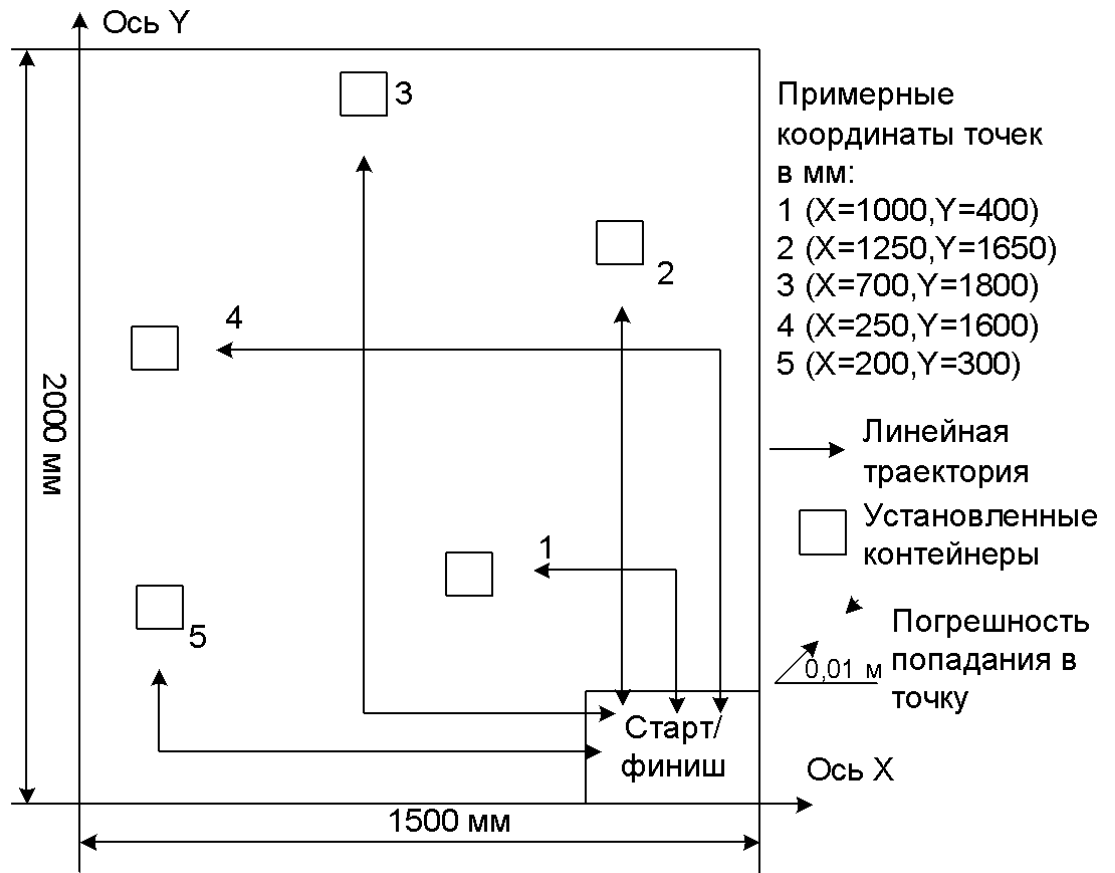 Ось Y
3
Примерные
координаты точек
в мм:
1 (X=1000,Y=400)
2 (X=1250,Y=1650)
3 (X=700,Y=1800)
4 (X=250,Y=1600)
5 (X=200,Y=300)
2
4
2000 мм
Линейная
траектория
Установленные
контейнеры
1
5
Погрешность
попадания в
точку
0,01 м
Старт/
финиш
Ось X
1500 мм